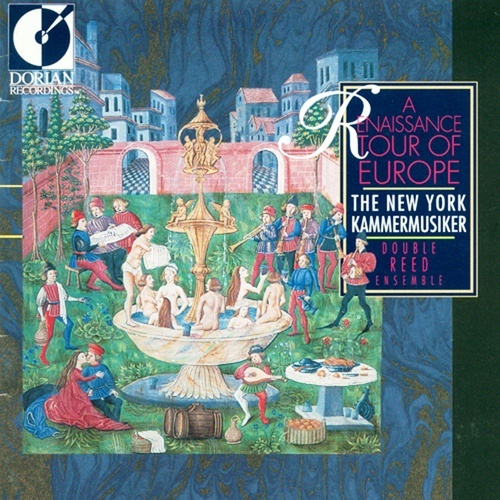 DORIAN
RECORDINGS
A
RENAISSANCE
TOUR OF
EUROPE
THE NEW YORK
KAMMERMUSIKER
DOUBLE
REED
ENSEMBLE